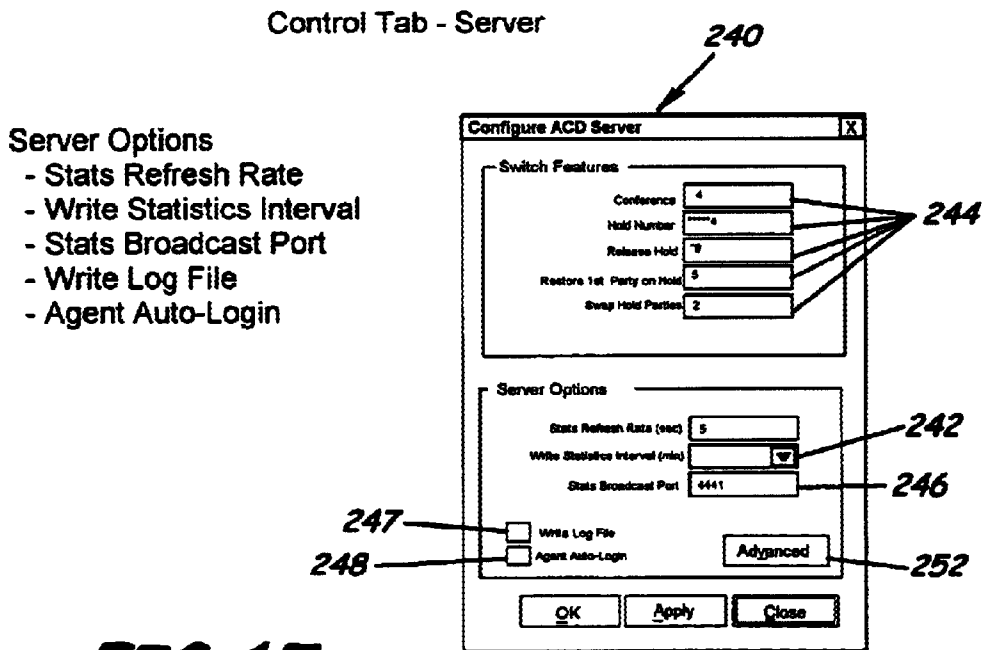 Control Tab - Server
240
Server Options
- Stats Refresh Rate
- Write Statistics Interval
- Stats Broadcast Port
- Write Log File
- Agent Auto-Login
Configure ACD Server X
Switch Features
Conference 4
Hold Number
Release Hold
Restore 1st Party on Hold 5
Swap Hold Parties 2
244
Server Options
Stats Refresh Rate (sec) 5
Write Statistics Interval (min)
242
Stats Broadcast Port 4441
246
247
Write Log File
248
Agent Auto-Login
Advanced
252
OK Apply Close